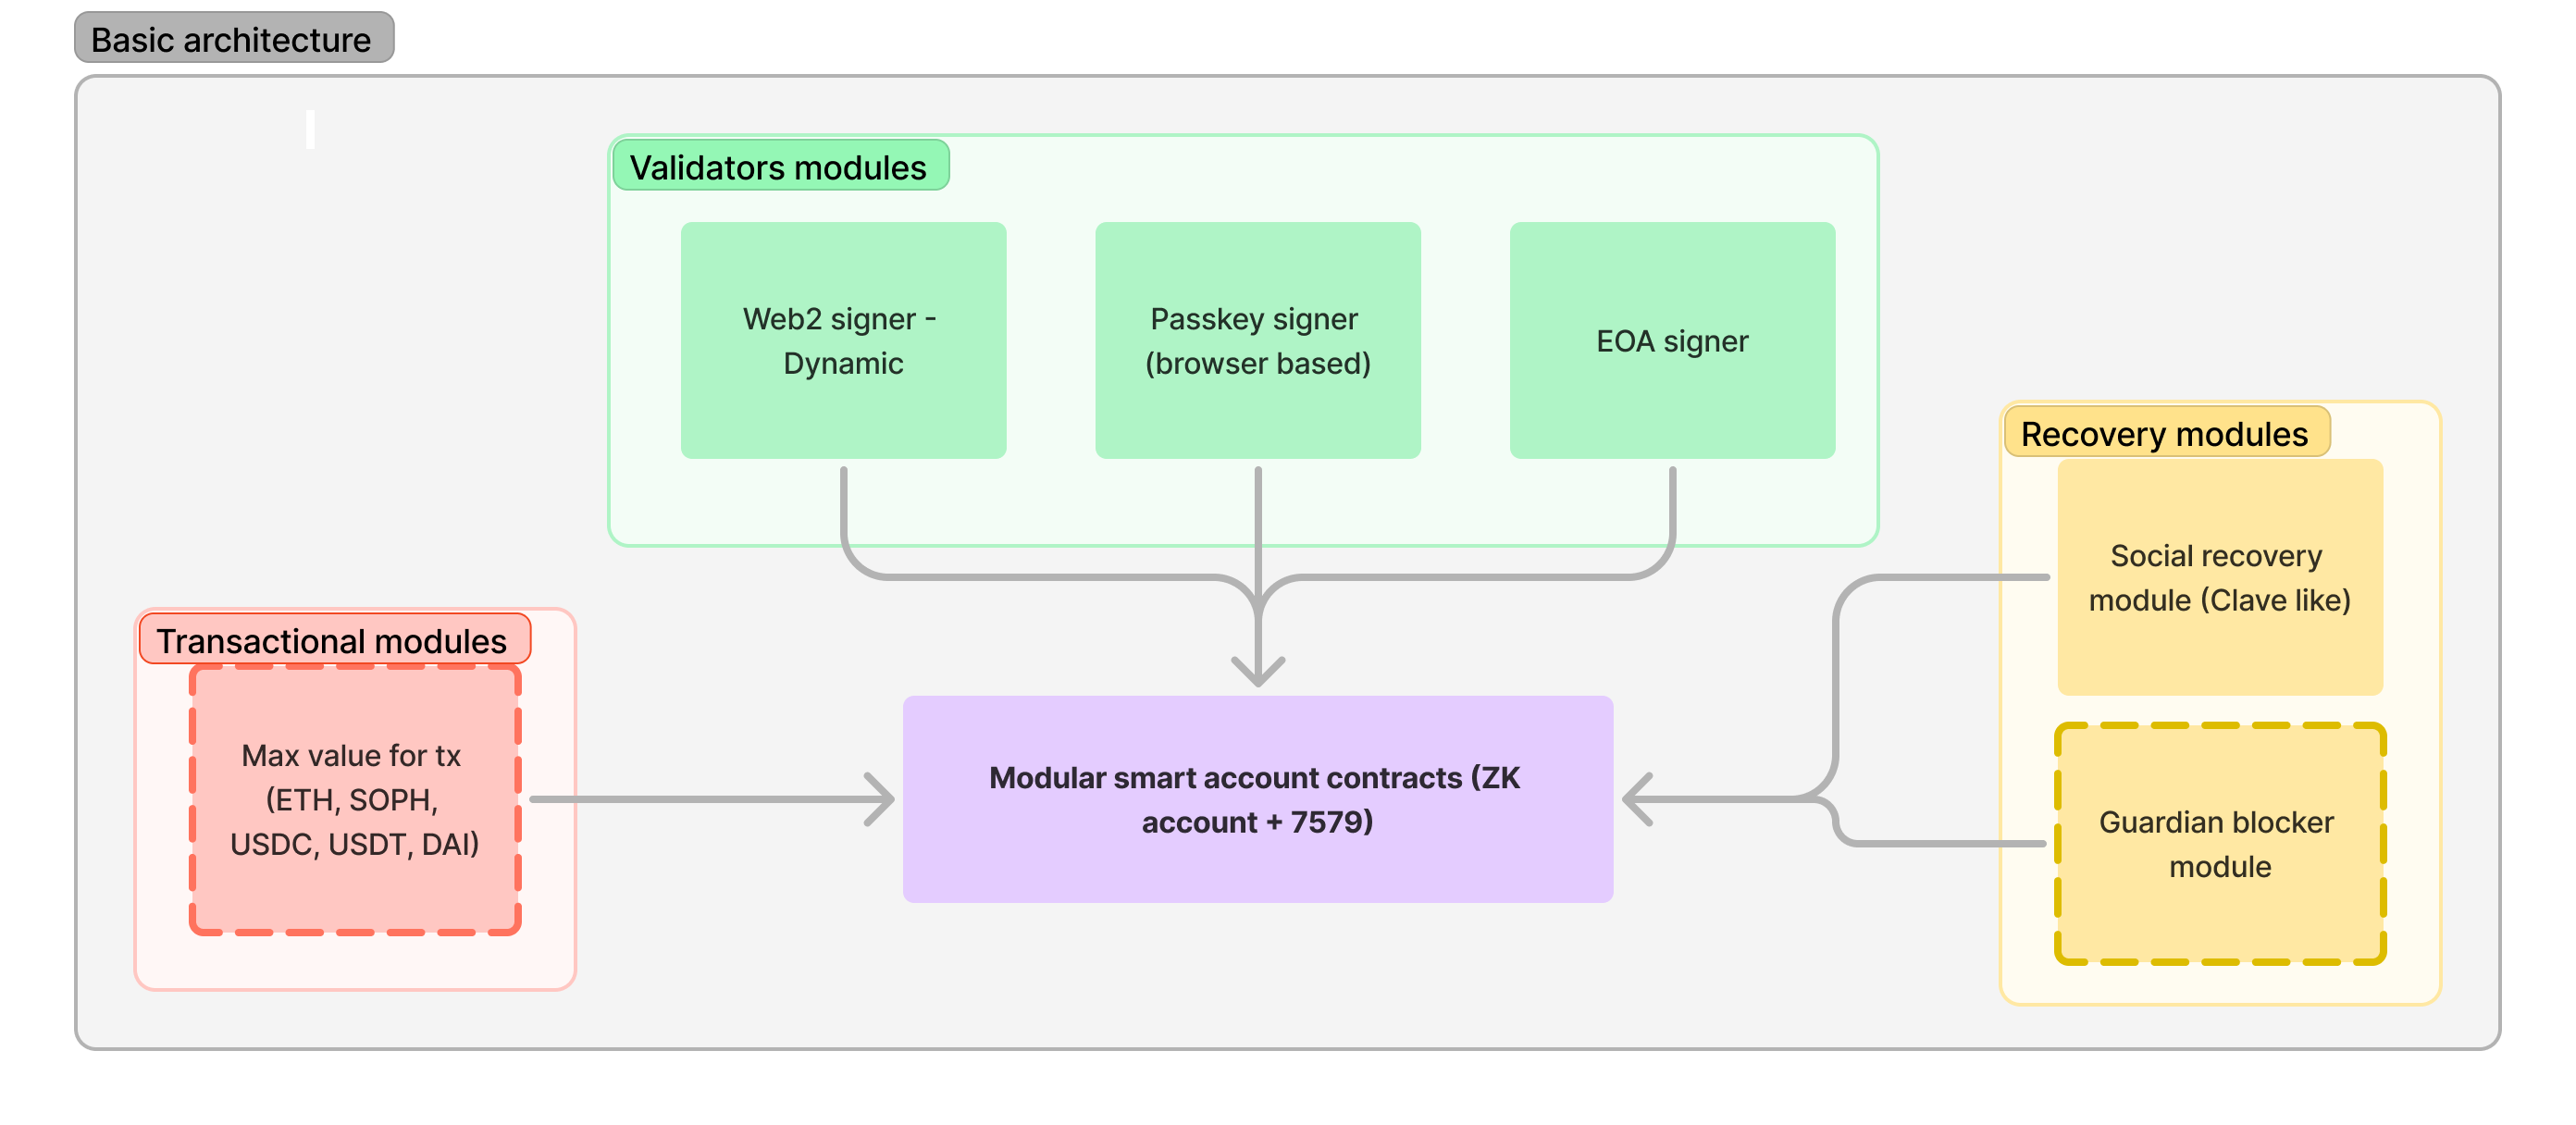 Basic architecture
Validators modules
Web2 signer -
Dynamic
Passkey signer
(browser based)
EOA signer
Recovery modules
Social recovery
module (Clave like)
Guardian blocker
module
Transactional modules
Max value for tx
(ETH, SOPH,
USDC, USDT, DAI)
Modular smart account contracts (ZK
account + 7579)